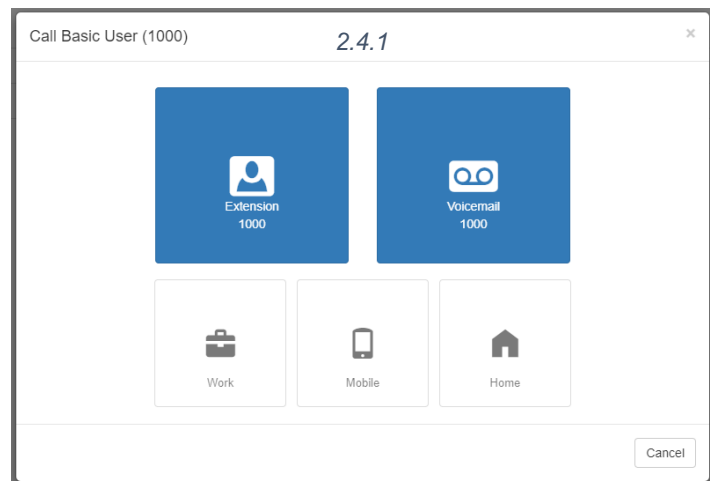 Call Basic User (1000)
2.4.1
×
Extension
1000
Voicemail
1000
Work
Mobile
Home
Cancel